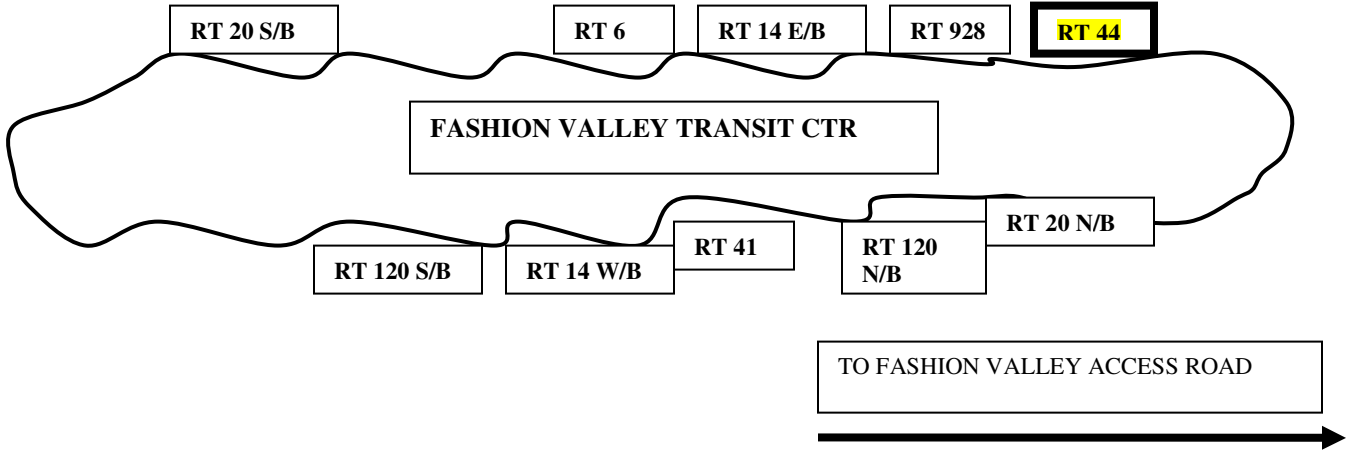 RT 20 S/B
RT 6
RT 14 E/B
RT 928
RT 44
FASHION VALLEY TRANSIT CTR
RT 120 S/B
RT 14 W/B
RT 41
RT 120
N/B
RT 20 N/B
TO FASHION VALLEY ACCESS ROAD